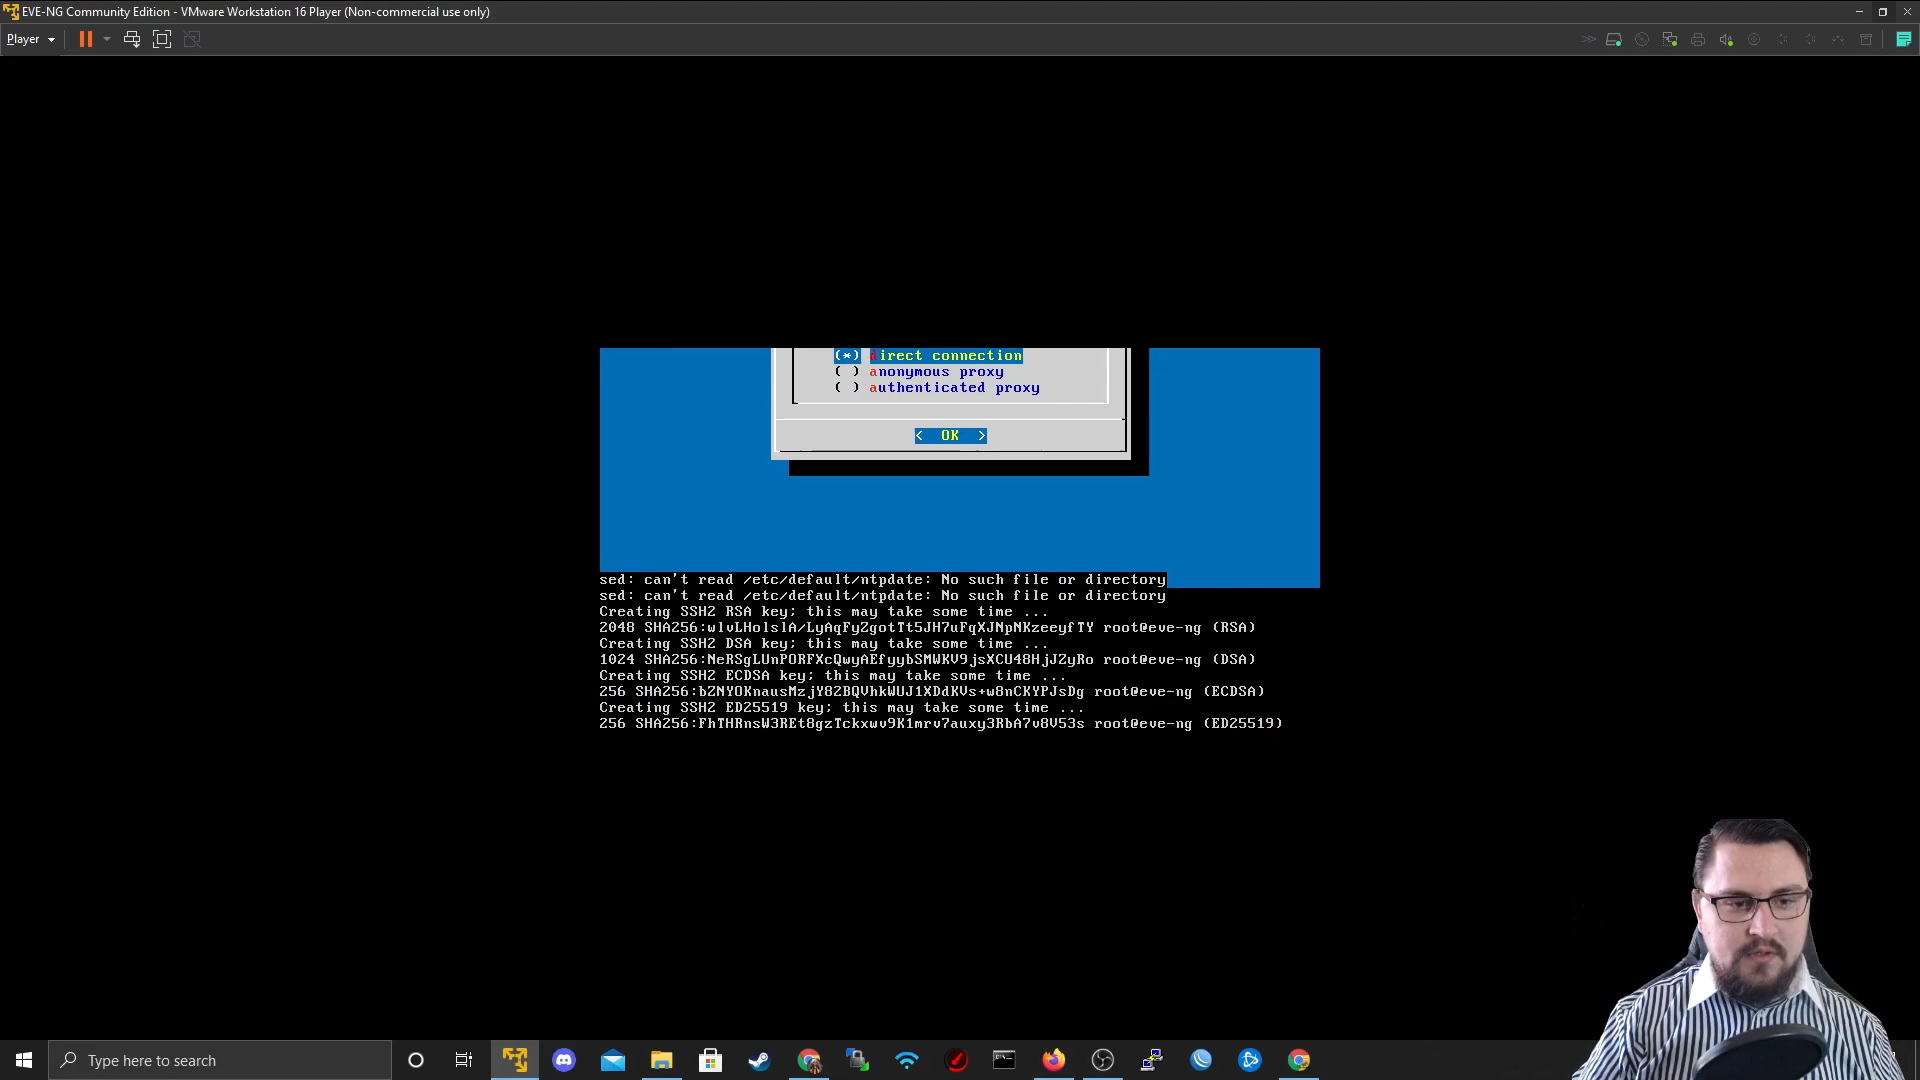 EVE-NG Community Edition - VMware Workstation 16 Player (Non-commercial use only)
Player
(*) direct connection
( ) anonymous proxy
( ) authenticated proxy
< OK >
sed: can't read /etc/default/ntpdate: No such file or directory
sed: can't read /etc/default/ntpdate: No such file or directory
Creating SSH2 RSA key; this may take some time ...
2048 SHA256:wlvLHolslA/LyAqFyZgotTt5JH7uFqXJNpNKzeeyfTY root@eve-ng (RSA)
Creating SSH2 DSA key; this may take some time ...
1024 SHA256:NeRSgLUnPORFXcQwyAEfyybSMWKV9jsXCU48HjJZyRo root@eve-ng (DSA)
Creating SSH2 ECDSA key; this may take some time ...
256 SHA256:bZNYOKnausMzjY82BQVhkWUJ1XDdKVs+w8nCKYPJsDg root@eve-ng (ECDSA)
Creating SSH2 ED25519 key; this may take some time ...
256 SHA256:FhTHRnsW3REt8gzTckxwv9K1mrv7auxy3RbA7v8V53s root@eve-ng (ED25519)
Type here to search